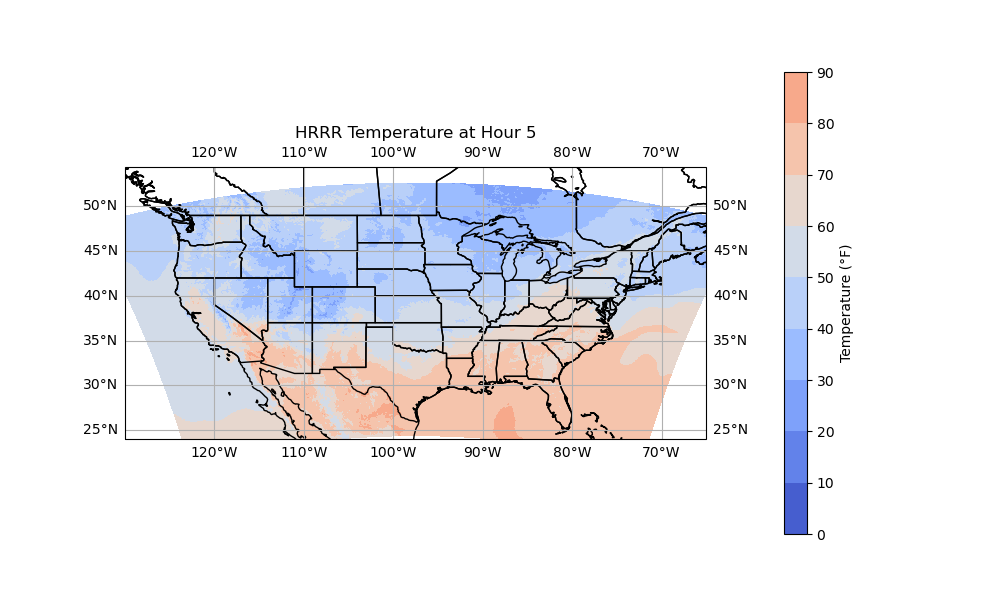 HRRR Temperature at Hour 5
120°W 110°W 100°W 90°W 80°W 70°W
50°N 50°N
45°N 45°N
40°N 40°N
35°N 35°N
30°N 30°N
25°N 25°N
120°W 110°W 100°W 90°W 80°W 70°W
90
80
70
60
50
40
30
20
10
0
Temperature (°F)